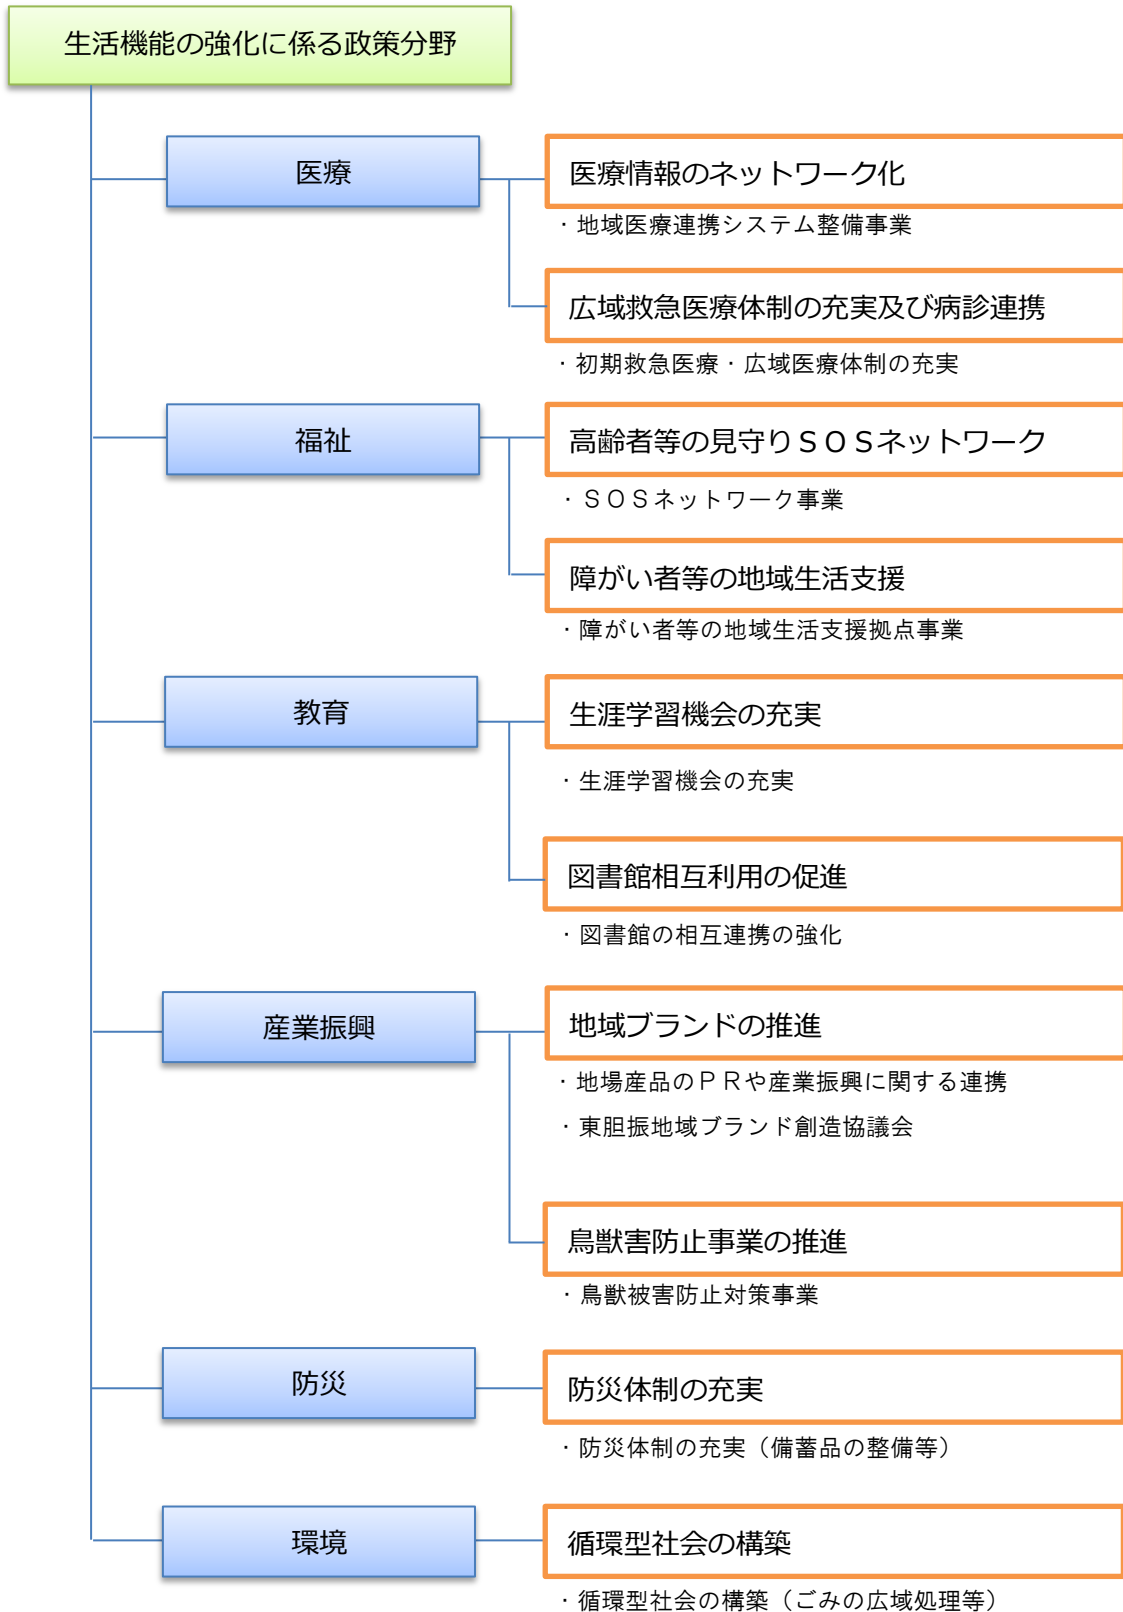 生活機能の強化に係る政策分野
医療
医療情報のネットワーク化
・地域医療連携システム整備事業
広域救急医療体制の充実及び病診連携
・初期救急医療・広域医療体制の充実
福祉
高齢者等の見守りＳＯＳネットワーク
・ＳＯＳネットワーク事業
障がい者等の地域生活支援
・障がい者等の地域生活支援拠点事業
教育
生涯学習機会の充実
・生涯学習機会の充実
図書館相互利用の促進
・図書館の相互連携の強化
産業振興
地域ブランドの推進
・地場産品のＰＲや産業振興に関する連携
・東胆振地域ブランド創造協議会
鳥獣害防止事業の推進
・鳥獣被害防止対策事業
防災
防災体制の充実
・防災体制の充実（備蓄品の整備等）
環境
循環型社会の構築
・循環型社会の構築（ごみの広域処理等）